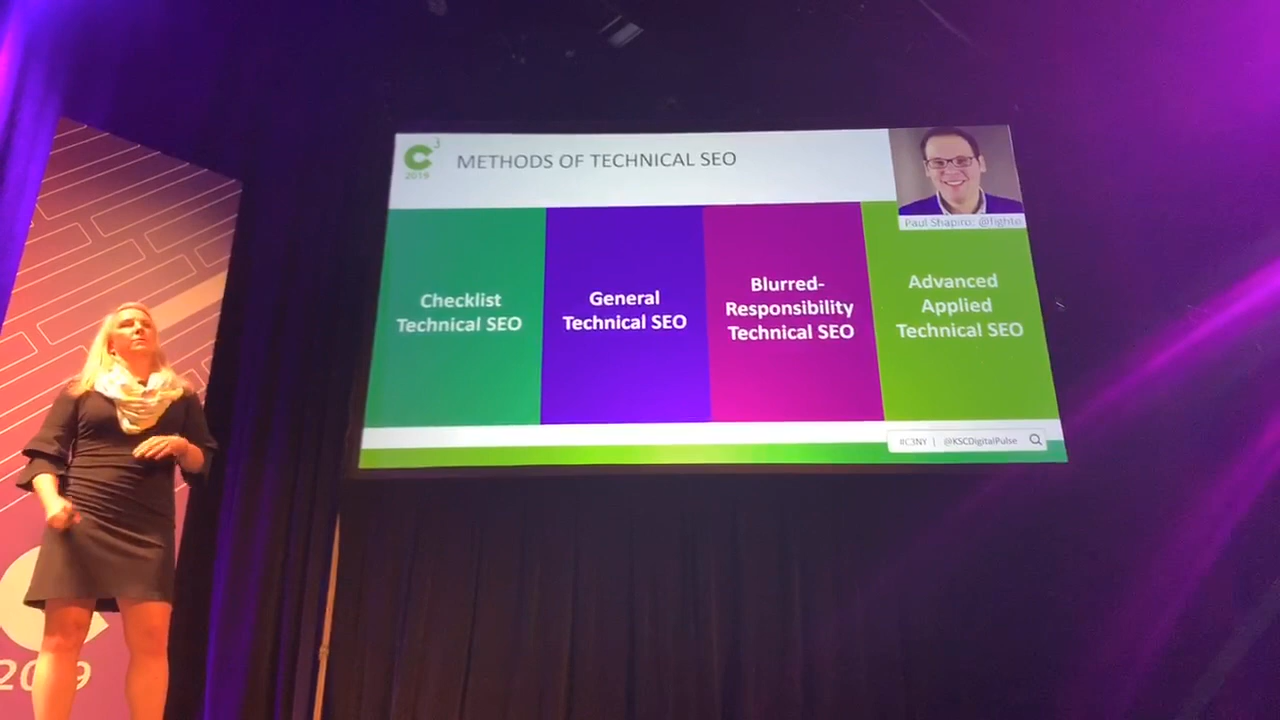 C3
2019
METHODS OF TECHNICAL SEO
Paul Shapiro: @fighto
Checklist
Technical SEO
General
Technical SEO
Blurred-
Responsibility
Technical SEO
Advanced
Applied
Technical SEO
#C3NY | @KSCDigitalPulse
C
2019